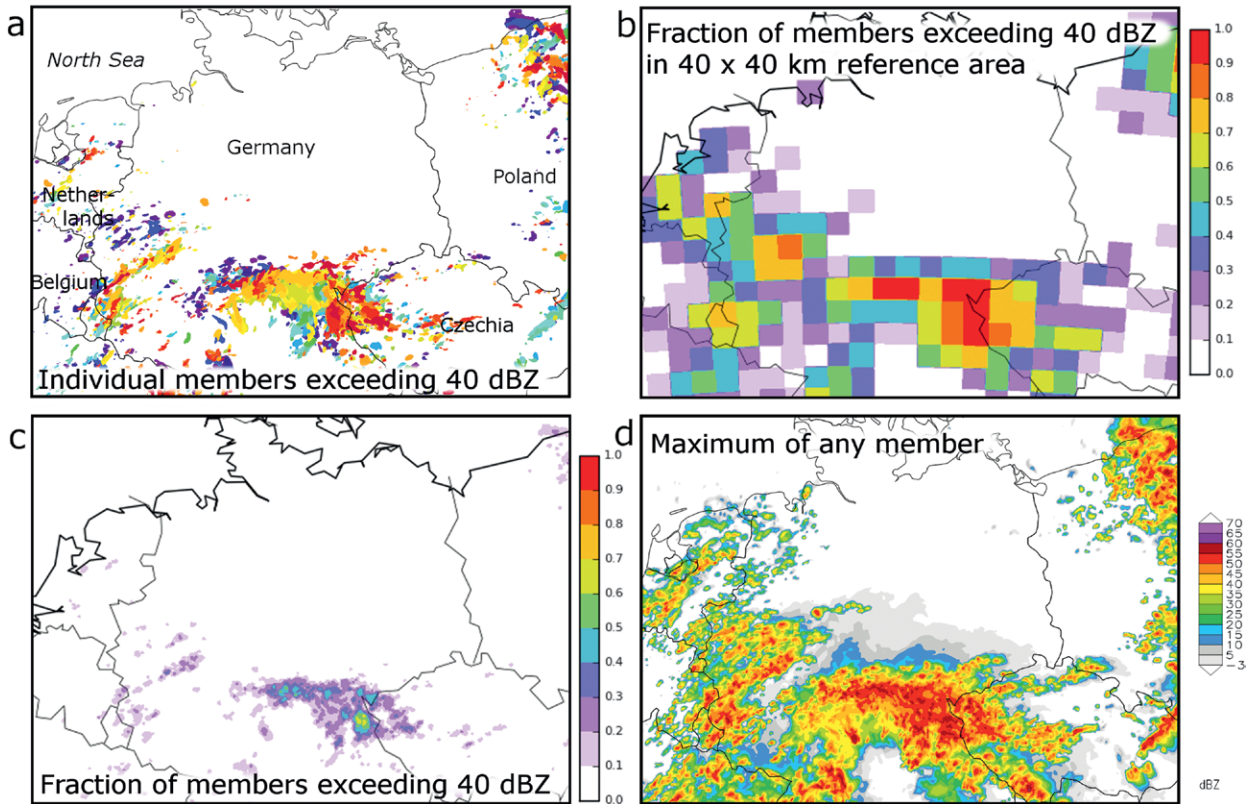 a
North Sea
Germany
Poland
Nether-
lands
Belgium
Czechia
Individual members exceeding 40 dBZ
b
Fraction of members exceeding 40 dBZ
in 40 x 40 km reference area
1.0
0.9
0.8
0.7
0.6
0.5
0.4
0.3
0.2
0.1
0.0
c
Fraction of members exceeding 40 dBZ
1.0
0.9
0.8
0.7
0.6
0.5
0.4
0.3
0.2
0.1
0.0
d
Maximum of any member
70
65
60
55
50
45
40
35
30
25
20
15
10
5
dBZ